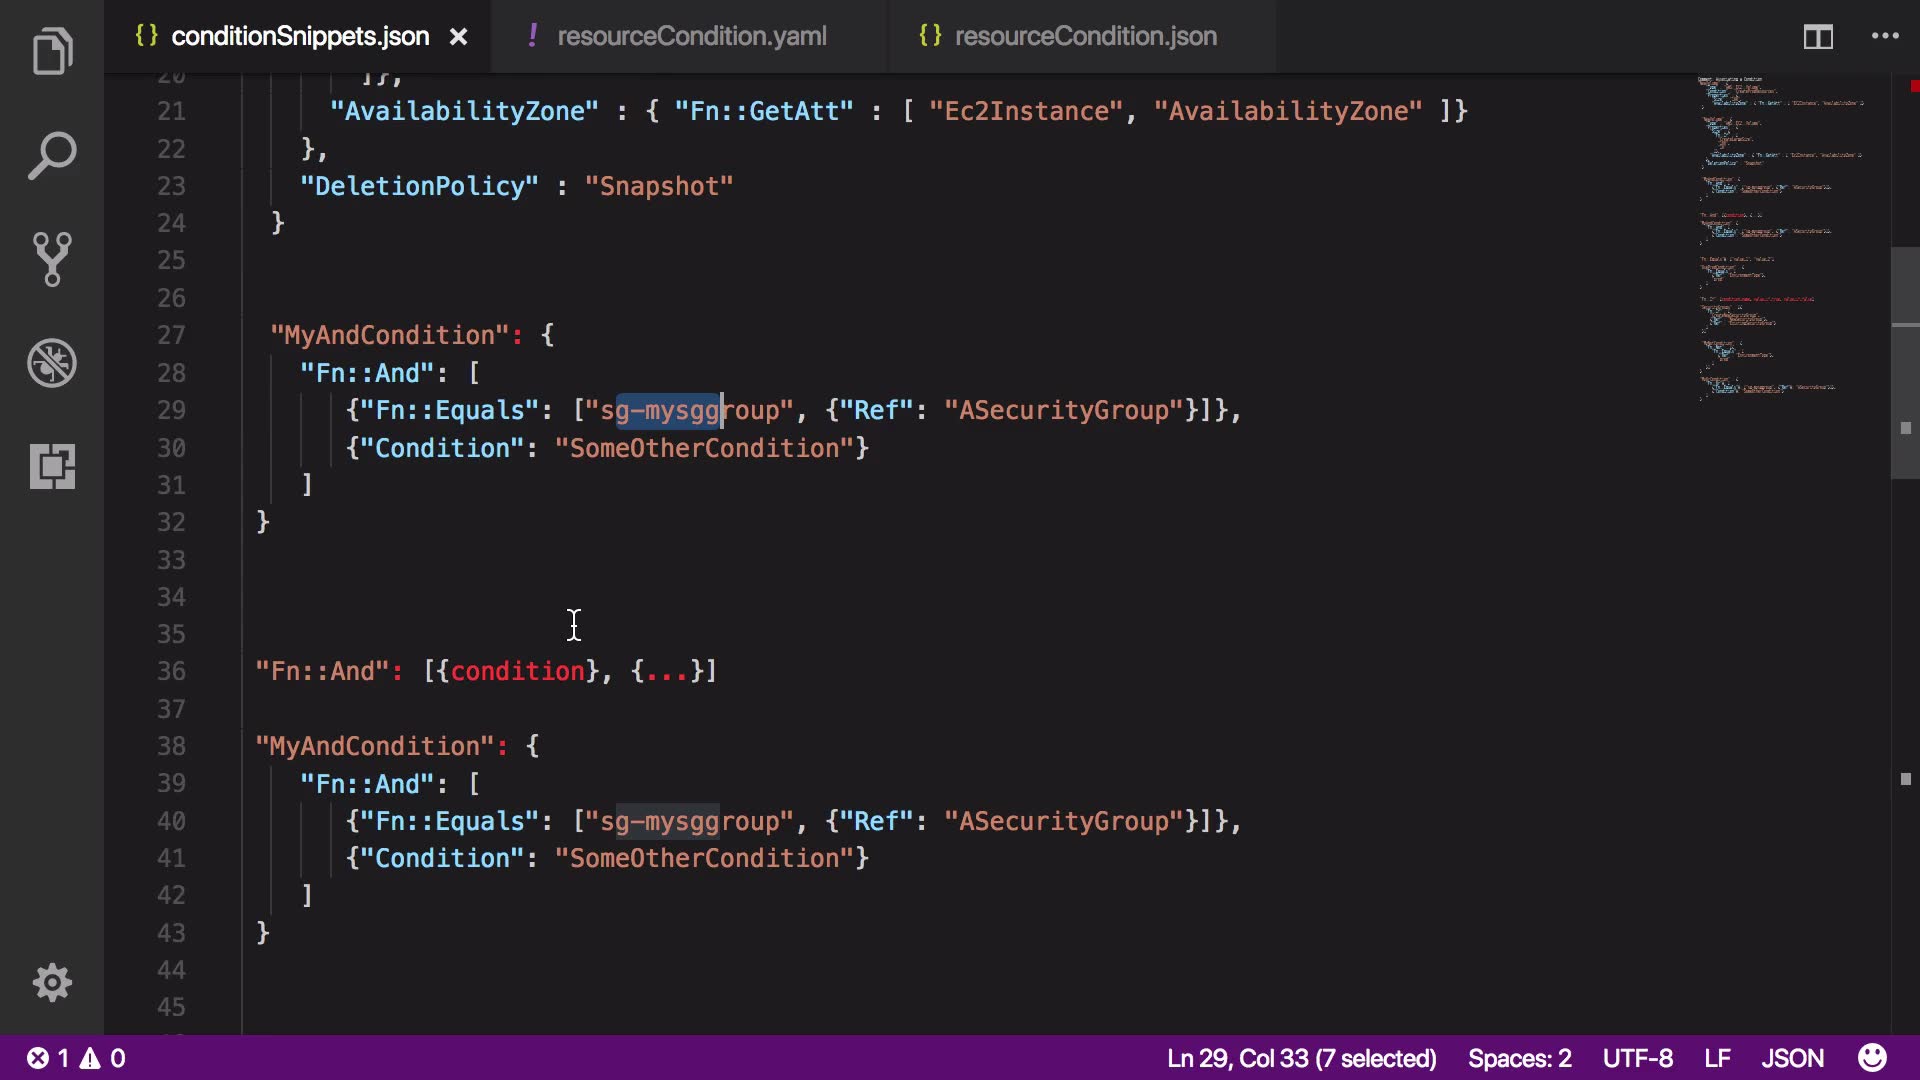 {} conditionSnippets.json ×
! resourceCondition.yaml
{} resourceCondition.json
20 ]},
21 "AvailabilityZone" : { "Fn::GetAtt" : [ "Ec2Instance", "AvailabilityZone" ]}
22 },
23 "DeletionPolicy" : "Snapshot"
24 }
25
26
27 "MyAndCondition": {
28 "Fn::And": [
29 {"Fn::Equals": ["sg-mysggroup", {"Ref": "ASecurityGroup"}]},
30 {"Condition": "SomeOtherCondition"}
31 ]
32 }
33
34
35
36 "Fn::And": [{condition}, {...}]
37
38 "MyAndCondition": {
39 "Fn::And": [
40 {"Fn::Equals": ["sg-mysggroup", {"Ref": "ASecurityGroup"}]},
41 {"Condition": "SomeOtherCondition"}
42 ]
43 }
44
45
1 0 Ln 29, Col 33 (7 selected) Spaces: 2 UTF-8 LF JSON